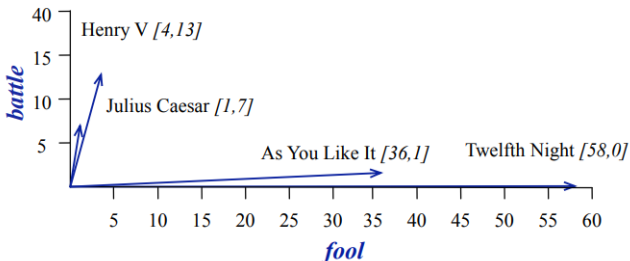 40
Henry V [4,13]
15
battle
10
Julius Caesar [1,7]
5
As You Like It [36,1]
Twelfth Night [58,0]
5 10 15 20 25 30 35 40 45 50 55 60
fool